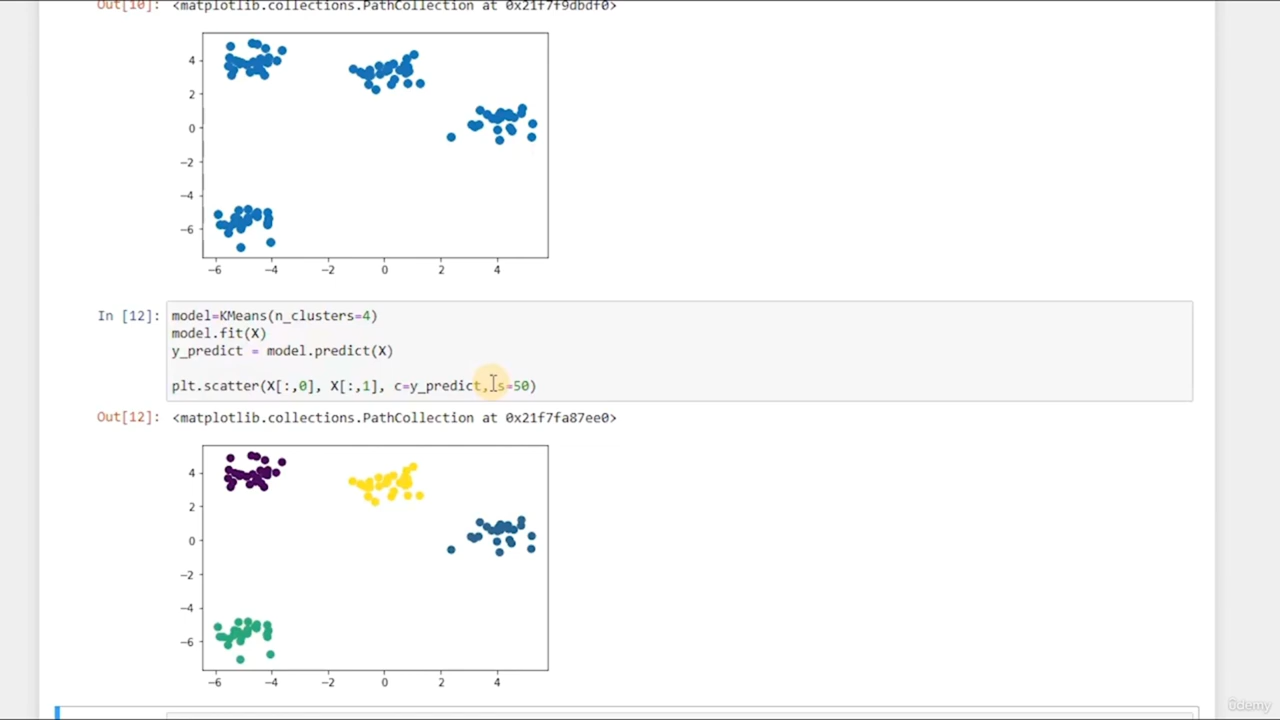 Out[10]: <matplotlib.collections.PathCollection at 0x21f7f9dbdf0>
4
2
0
−2
−4
−6
−6 −4 −2 0 2 4
In [12]: model=KMeans(n_clusters=4)
model.fit(X)
y_predict = model.predict(X)
plt.scatter(X[:,0], X[:,1], c=y_predict, s=50)
Out[12]: <matplotlib.collections.PathCollection at 0x21f7fa87ee0>
4
2
0
−2
−4
−6
−6 −4 −2 0 2 4
ûdemy